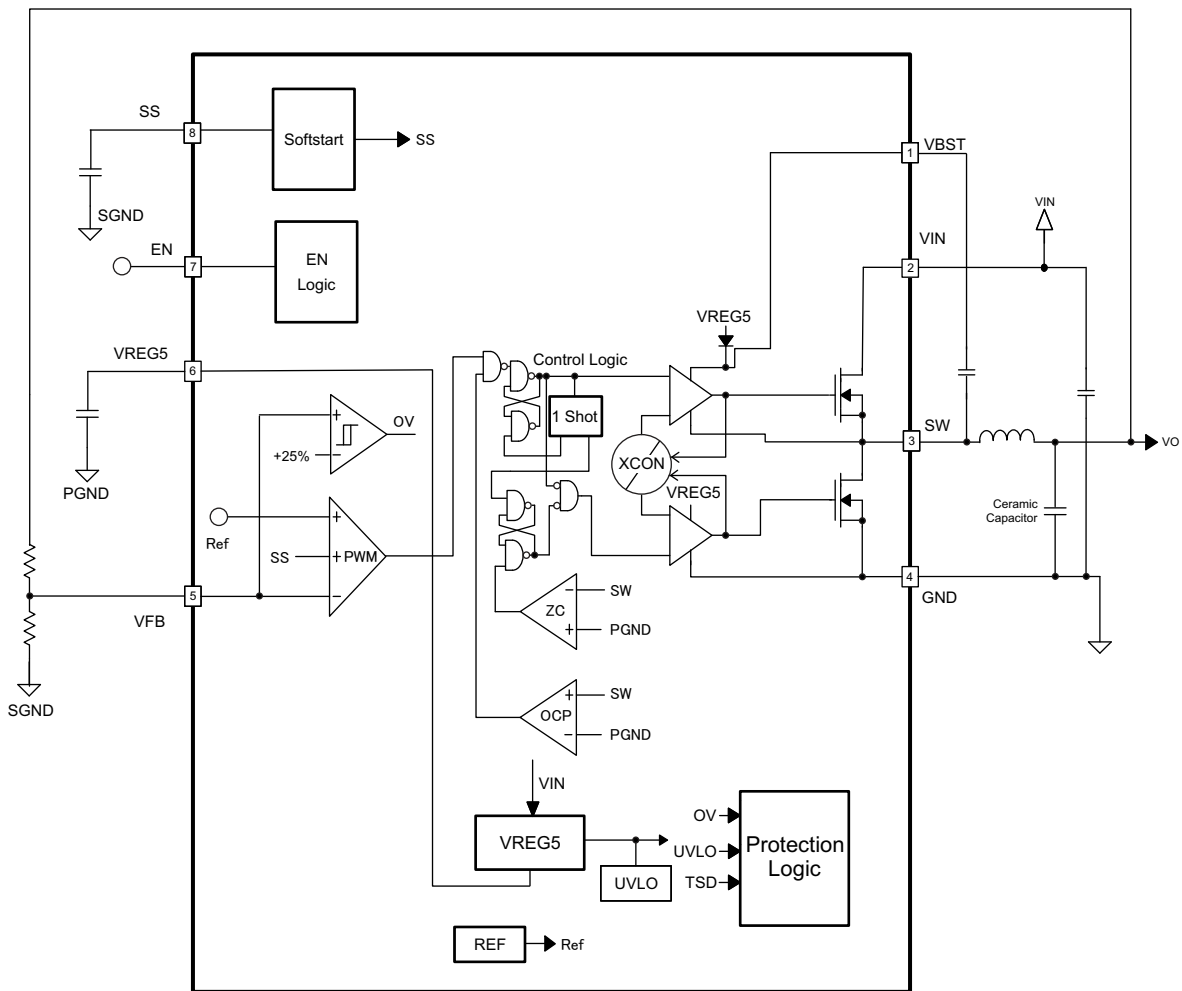 SS
8
Softstart
SS
SGND
1
VBST
VIN
EN
7
EN
Logic
VIN
2
VREG5
6
PGND
VREG5
Control Logic
1 Shot
OV
+
+25%
−
XCON
VREG5
SW
3
VO
Ceramic
Capacitor
Ref
+
SS
+
PWM
−
5
VFB
4
GND
SGND
ZC
−
SW
+
PGND
OCP
+
SW
−
PGND
VIN
VREG5
UVLO
OV
UVLO
TSD
Protection
Logic
REF
Ref